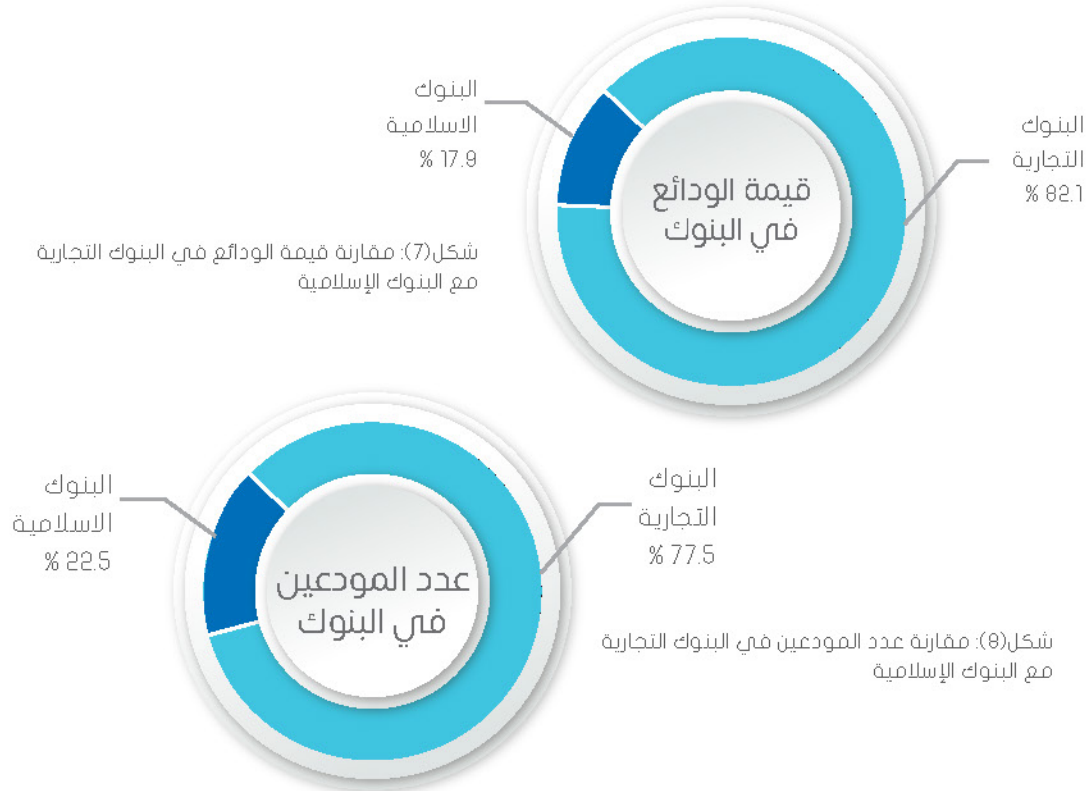 البنوك
الاسلامية
% 17.9
البنوك
التجارية
% 82.1
قيمة الودائع
في البنوك
شكل(7): مقارنة قيمة الودائع في البنوك التجارية
مع البنوك الإسلامية
البنوك
الاسلامية
% 22.5
البنوك
التجارية
% 77.5
عدد المودعين
في البنوك
شكل(8): مقارنة عدد المودعين في البنوك التجارية
مع البنوك الإسلامية